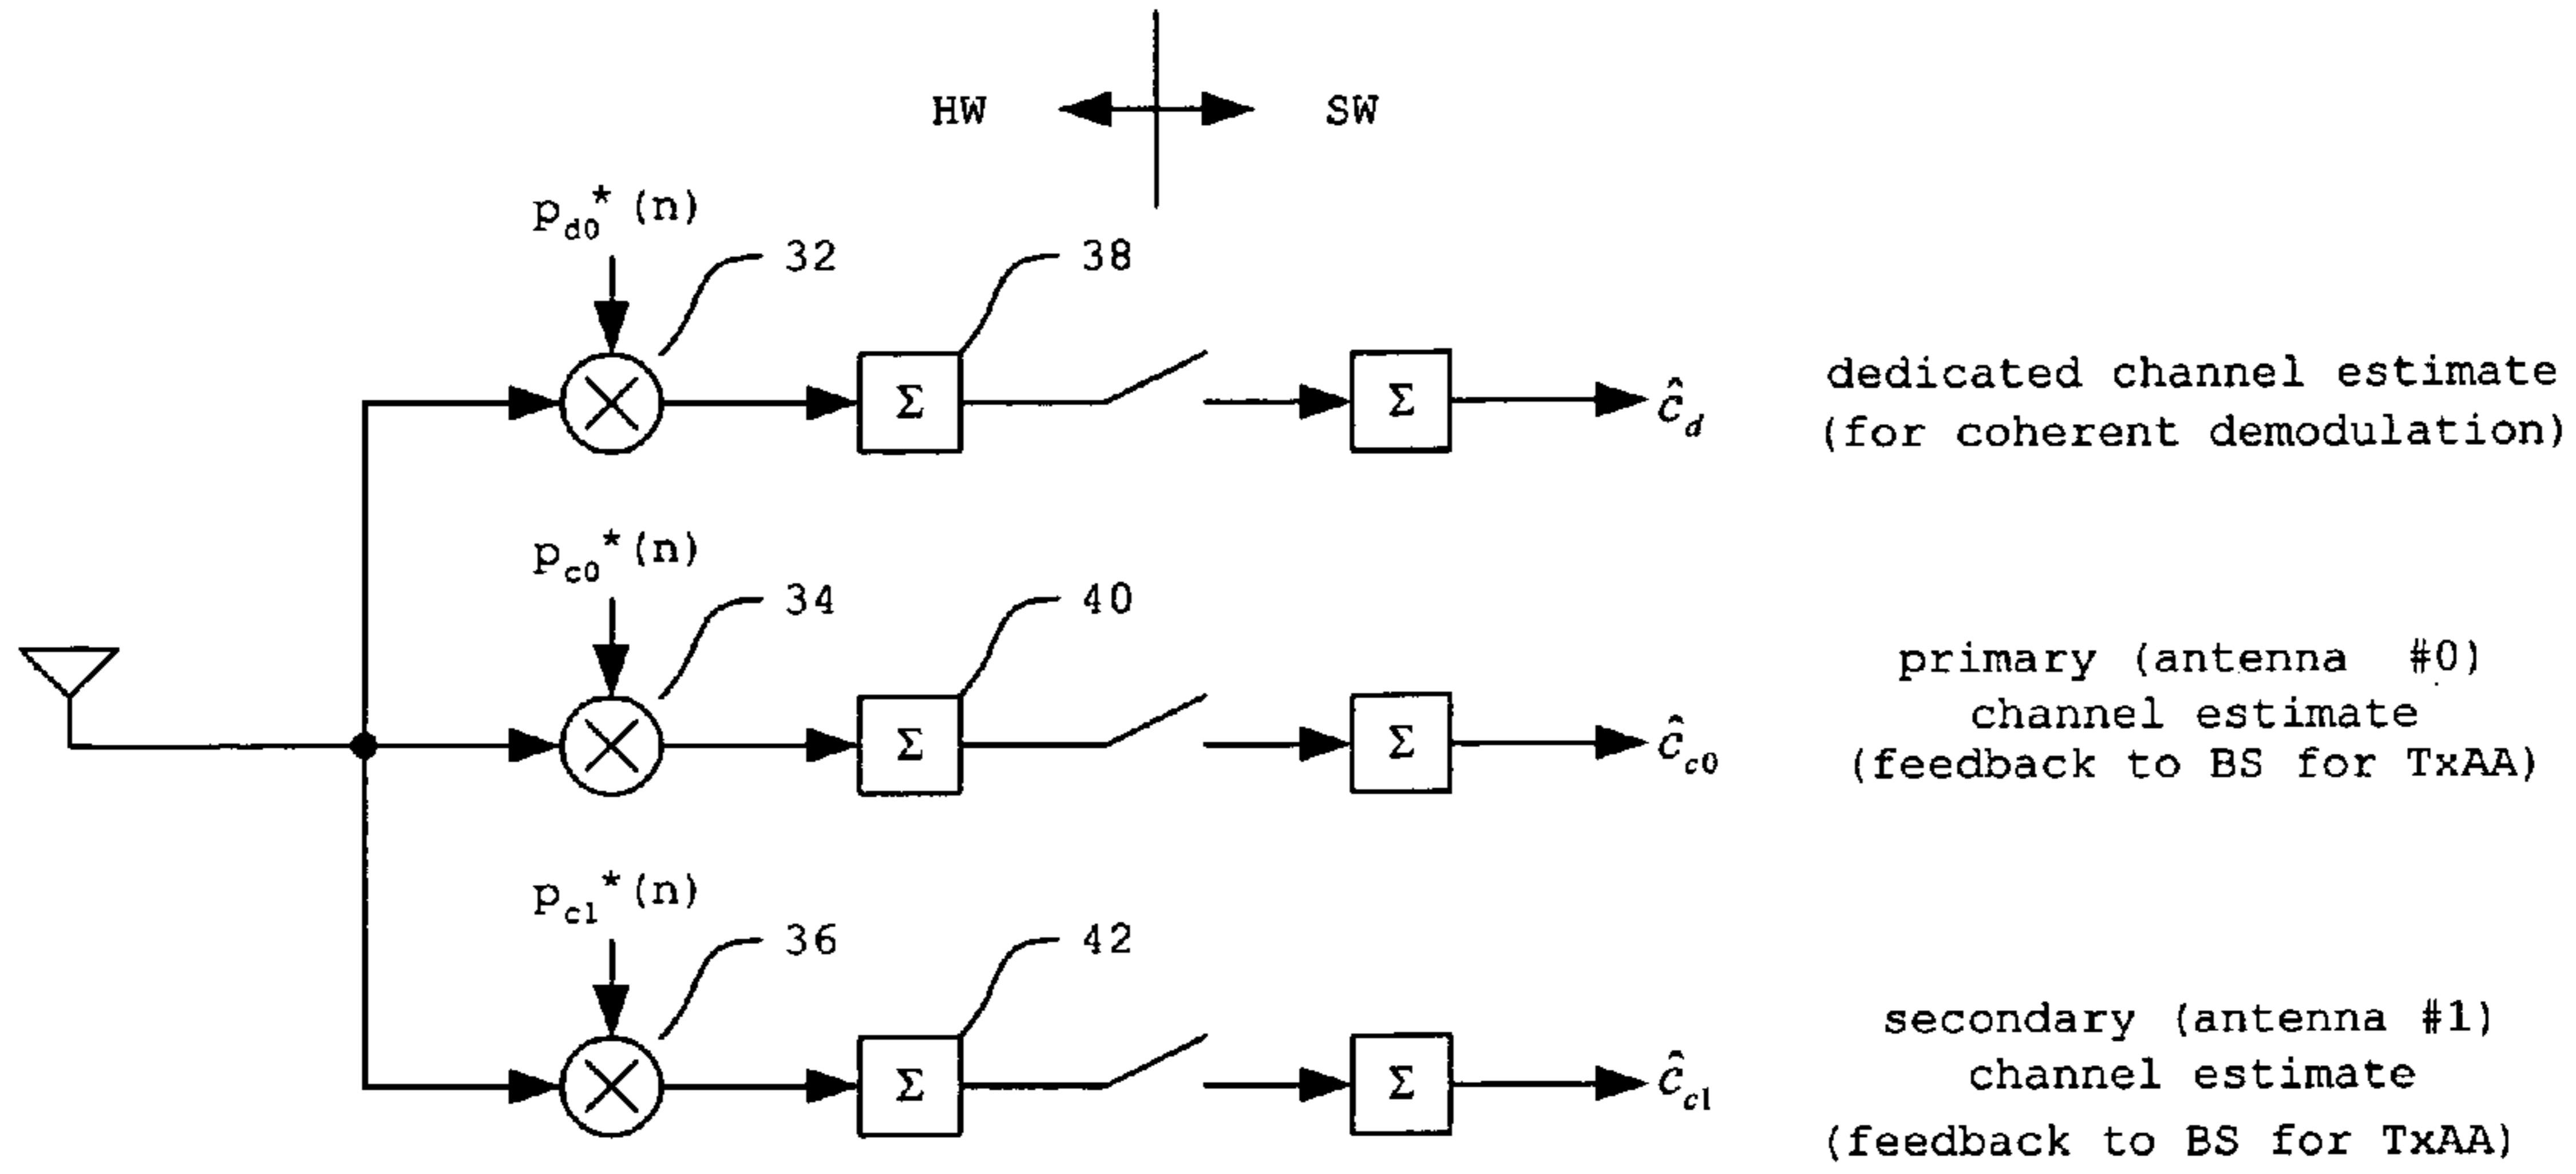 HW SW
p_d0*(n)
32 38
Σ Σ ĉ_d
dedicated channel estimate
(for coherent demodulation)
p_c0*(n)
34 40
Σ Σ ĉ_c0
primary (antenna #0)
channel estimate
(feedback to BS for TxAA)
p_c1*(n)
36 42
Σ Σ ĉ_c1
secondary (antenna #1)
channel estimate
(feedback to BS for TxAA)